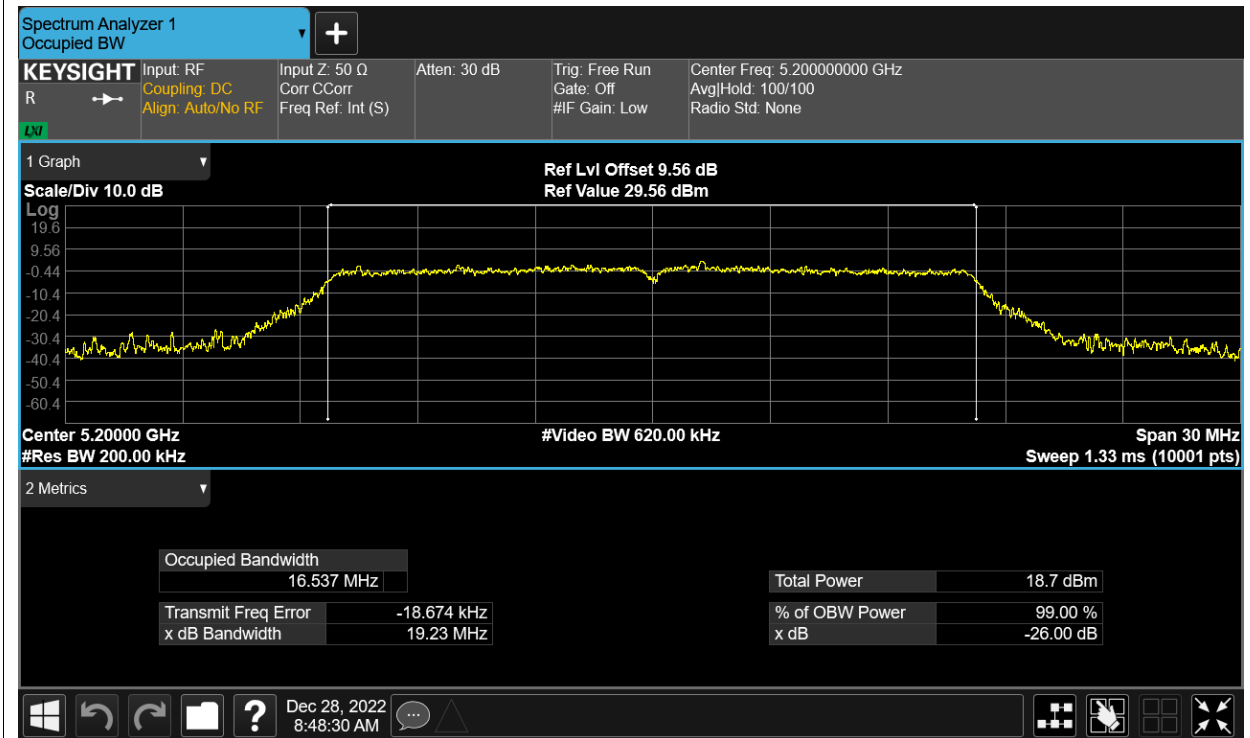 Spectrum Analyzer 1
Occupied BW
KEYSIGHT
R
LXI
Input: RF
Coupling: DC
Align: Auto/No RF
Input Z: 50 Ω
Corr CCorr
Freq Ref: Int (S)
Atten: 30 dB
Trig: Free Run
Gate: Off
#IF Gain: Low
Center Freq: 5.200000000 GHz
Avg|Hold: 100/100
Radio Std: None
1 Graph
Scale/Div 10.0 dB
Ref Lvl Offset 9.56 dB
Ref Value 29.56 dBm
Log
19.6
9.56
-0.44
-10.4
-20.4
-30.4
-40.4
-50.4
-60.4
Center 5.20000 GHz
#Res BW 200.00 kHz
#Video BW 620.00 kHz
Span 30 MHz
Sweep 1.33 ms (10001 pts)
2 Metrics
Occupied Bandwidth
16.537 MHz
Transmit Freq Error -18.674 kHz
x dB Bandwidth 19.23 MHz
Total Power 18.7 dBm
% of OBW Power 99.00 %
x dB -26.00 dB
?
Dec 28, 2022
8:48:30 AM